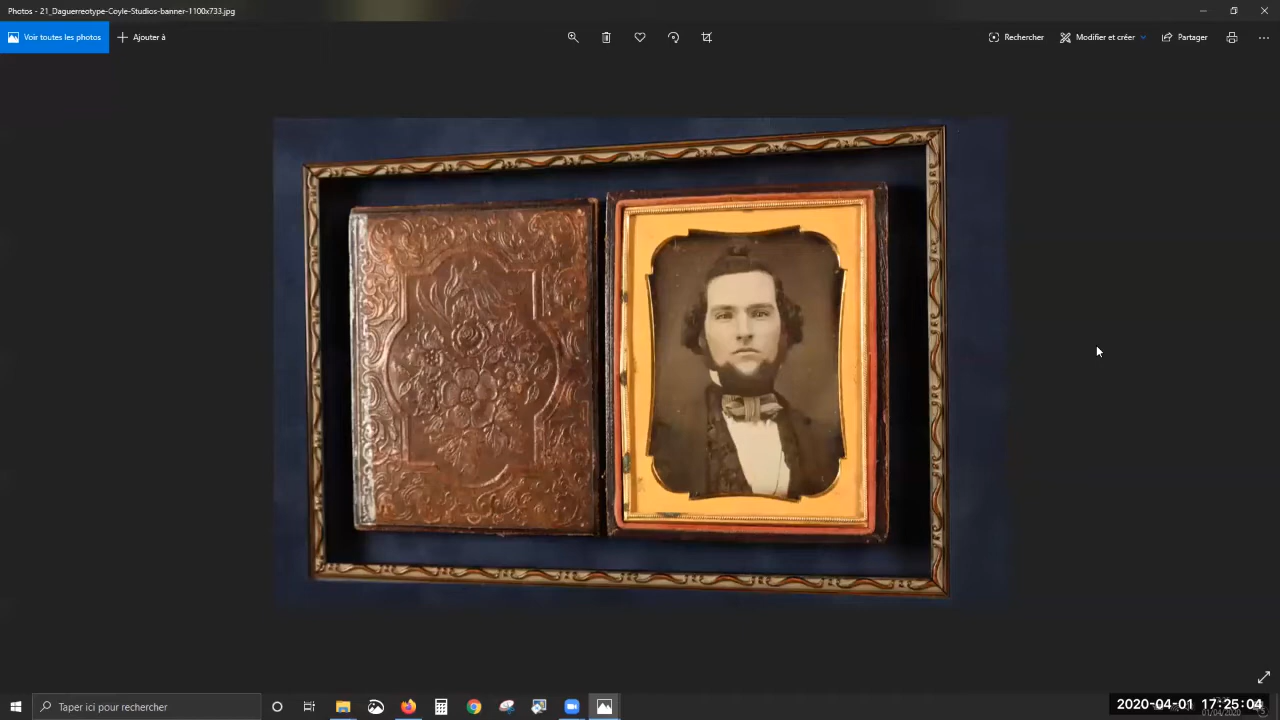 Photos - 21_Daguerreotype-Coyle-Studios-banner-1100x733.jpg
Voir toutes les photos
Ajouter à
Rechercher
Modifier et créer
Partager
Taper ici pour rechercher
2020-04-01 17:25:04